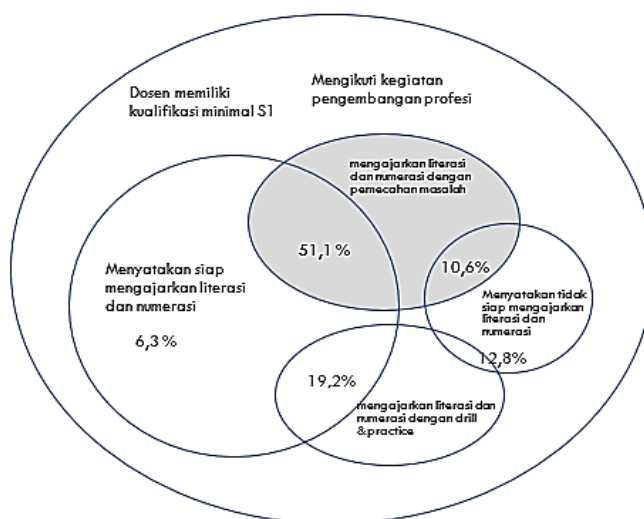 Dosen memiliki
kualifikasi minimal S1
Mengikuti kegiatan
pengembangan profesi
mengajarkan literasi
dan numerasi dengan
pemecahan masalah
51,1%
10,6%
Menyatakan siap
mengajarkan literasi
dan numerasi
6,3%
Menyatakan tidak
siap mengajarkan
literasi dan
numerasi
12,8%
19,2%
mengajarkan literasi dan
numerasi dengan drill
&practice